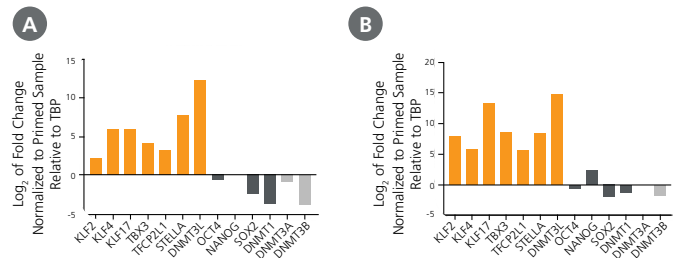 A
Log2 of Fold Change
Normalized to Primed Sample
Relative to TBP
15
10
5
0
-5
KLF2
KLF4
KLF17
TBX3
TFCP2L1
STELLA
DNMT3L
OCT4
NANOG
SOX2
DNMT1
DNMT3A
DNMT3B
B
Log2 of Fold Change
Normalized to Primed Sample
Relative to TBP
20
15
10
5
0
-5
KLF2
KLF4
KLF17
TBX3
TFCP2L1
STELLA
DNMT3L
OCT4
NANOG
SOX2
DNMT1
DNMT3A
DNMT3B